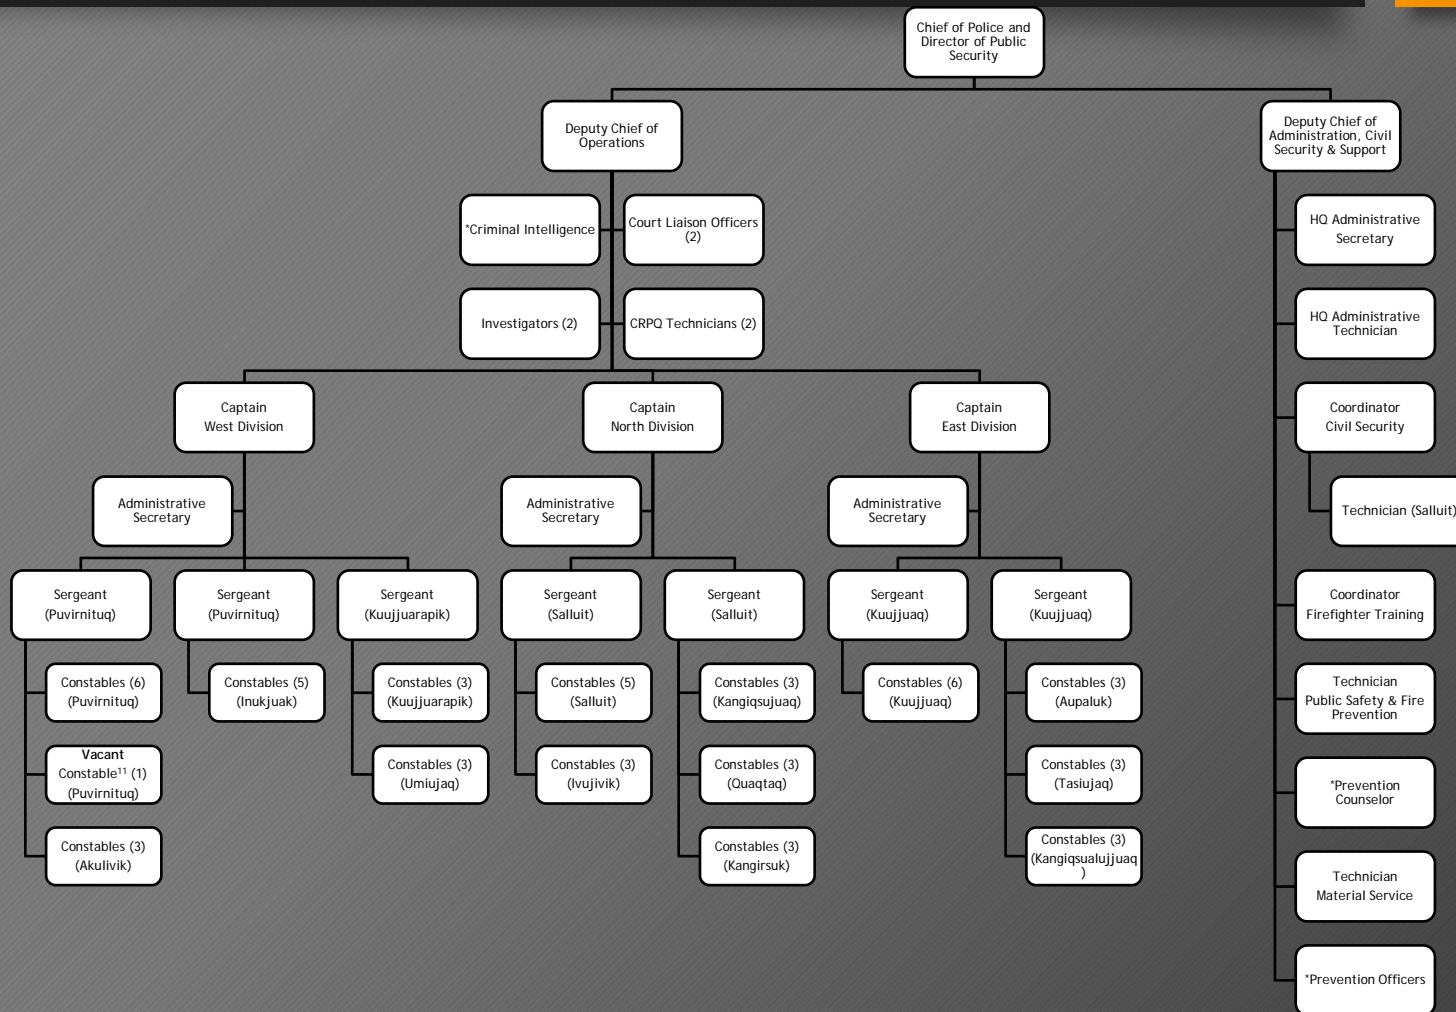 Chief of Police and
Director of Public
Security
Deputy Chief of
Operations
Deputy Chief of
Administration, Civil
Security & Support
*Criminal Intelligence
Court Liaison Officers
(2)
Investigators (2)
CRPQ Technicians (2)
Captain
West Division
Captain
North Division
Captain
East Division
Administrative
Secretary
Administrative
Secretary
Administrative
Secretary
Sergeant
(Puvirnituq)
Sergeant
(Puvirnituq)
Sergeant
(Kuujjuarapik)
Sergeant
(Salluit)
Sergeant
(Salluit)
Sergeant
(Kuujjuaq)
Sergeant
(Kuujjuaq)
Constables (6)
(Puvirnituq)
Vacant
Constable¹¹ (1)
(Puvirnituq)
Constables (3)
(Akulivik)
Constables (5)
(Inukjuak)
Constables (3)
(Kuujjuarapik)
Constables (3)
(Umiujaq)
Constables (5)
(Salluit)
Constables (3)
(Ivujivik)
Constables (3)
(Kangiqsujuaq)
Constables (3)
(Quaqtaq)
Constables (3)
(Kangirsuk)
Constables (6)
(Kuujjuaq)
Constables (3)
(Aupaluk)
Constables (3)
(Tasiujaq)
Constables (3)
(Kangiqsualujjuaq
)
HQ Administrative
Secretary
HQ Administrative
Technician
Coordinator
Civil Security
Technician (Salluit)
Coordinator
Firefighter Training
Technician
Public Safety & Fire
Prevention
*Prevention
Counselor
Technician
Material Service
*Prevention Officers